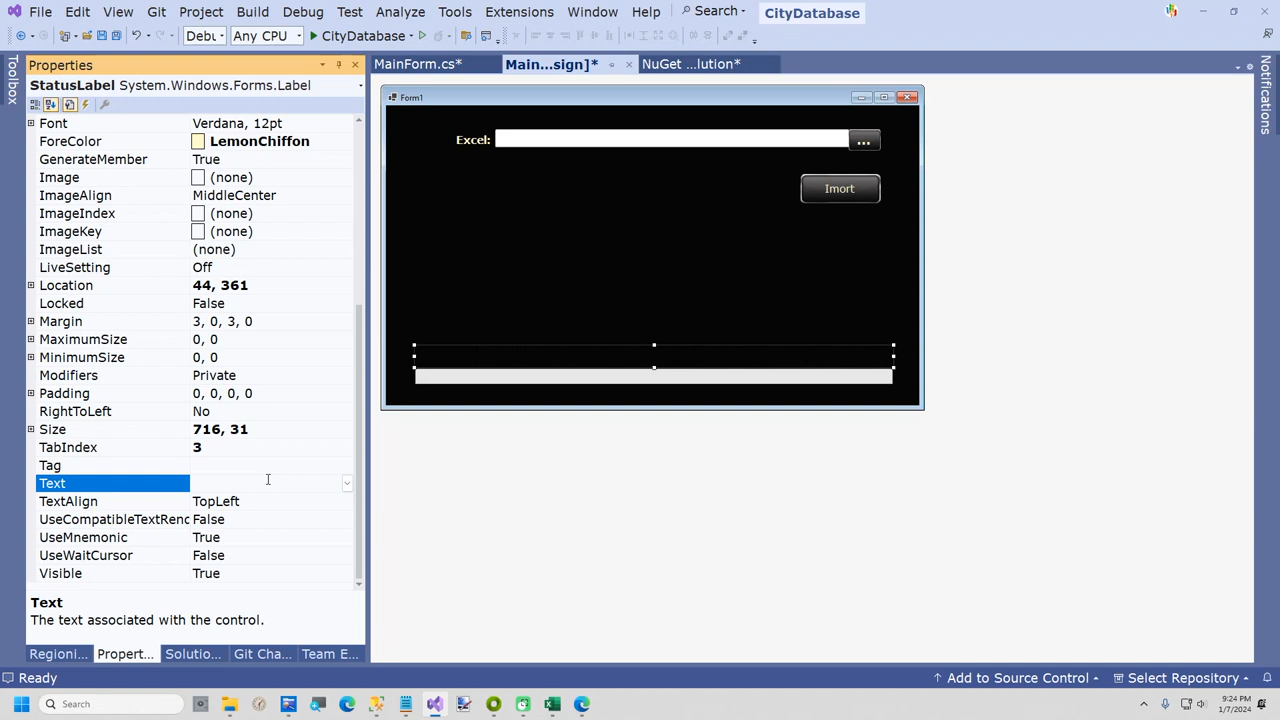 File Edit View Git Project Build Debug Test Analyze Tools Extensions Window Help Search CityDatabase
Debu Any CPU CityDatabase
Toolbox
Properties
StatusLabel System.Windows.Forms.Label
Font Verdana, 12pt
ForeColor LemonChiffon
GenerateMember True
Image (none)
ImageAlign MiddleCenter
ImageIndex (none)
ImageKey (none)
ImageList (none)
LiveSetting Off
Location 44, 361
Locked False
Margin 3, 0, 3, 0
MaximumSize 0, 0
MinimumSize 0, 0
Modifiers Private
Padding 0, 0, 0, 0
RightToLeft No
Size 716, 31
TabIndex 3
Tag
Text
TextAlign TopLeft
UseCompatibleTextRenc False
UseMnemonic True
UseWaitCursor False
Visible True
Text
The text associated with the control.
Regioni... Propert... Solutio... Git Cha... Team E...
MainForm.cs* Main...sign]* NuGet ...lution*
Form1
Excel: ...
Imort
Notifications
Ready Add to Source Control Select Repository
Search
9:24 PM
1/7/2024